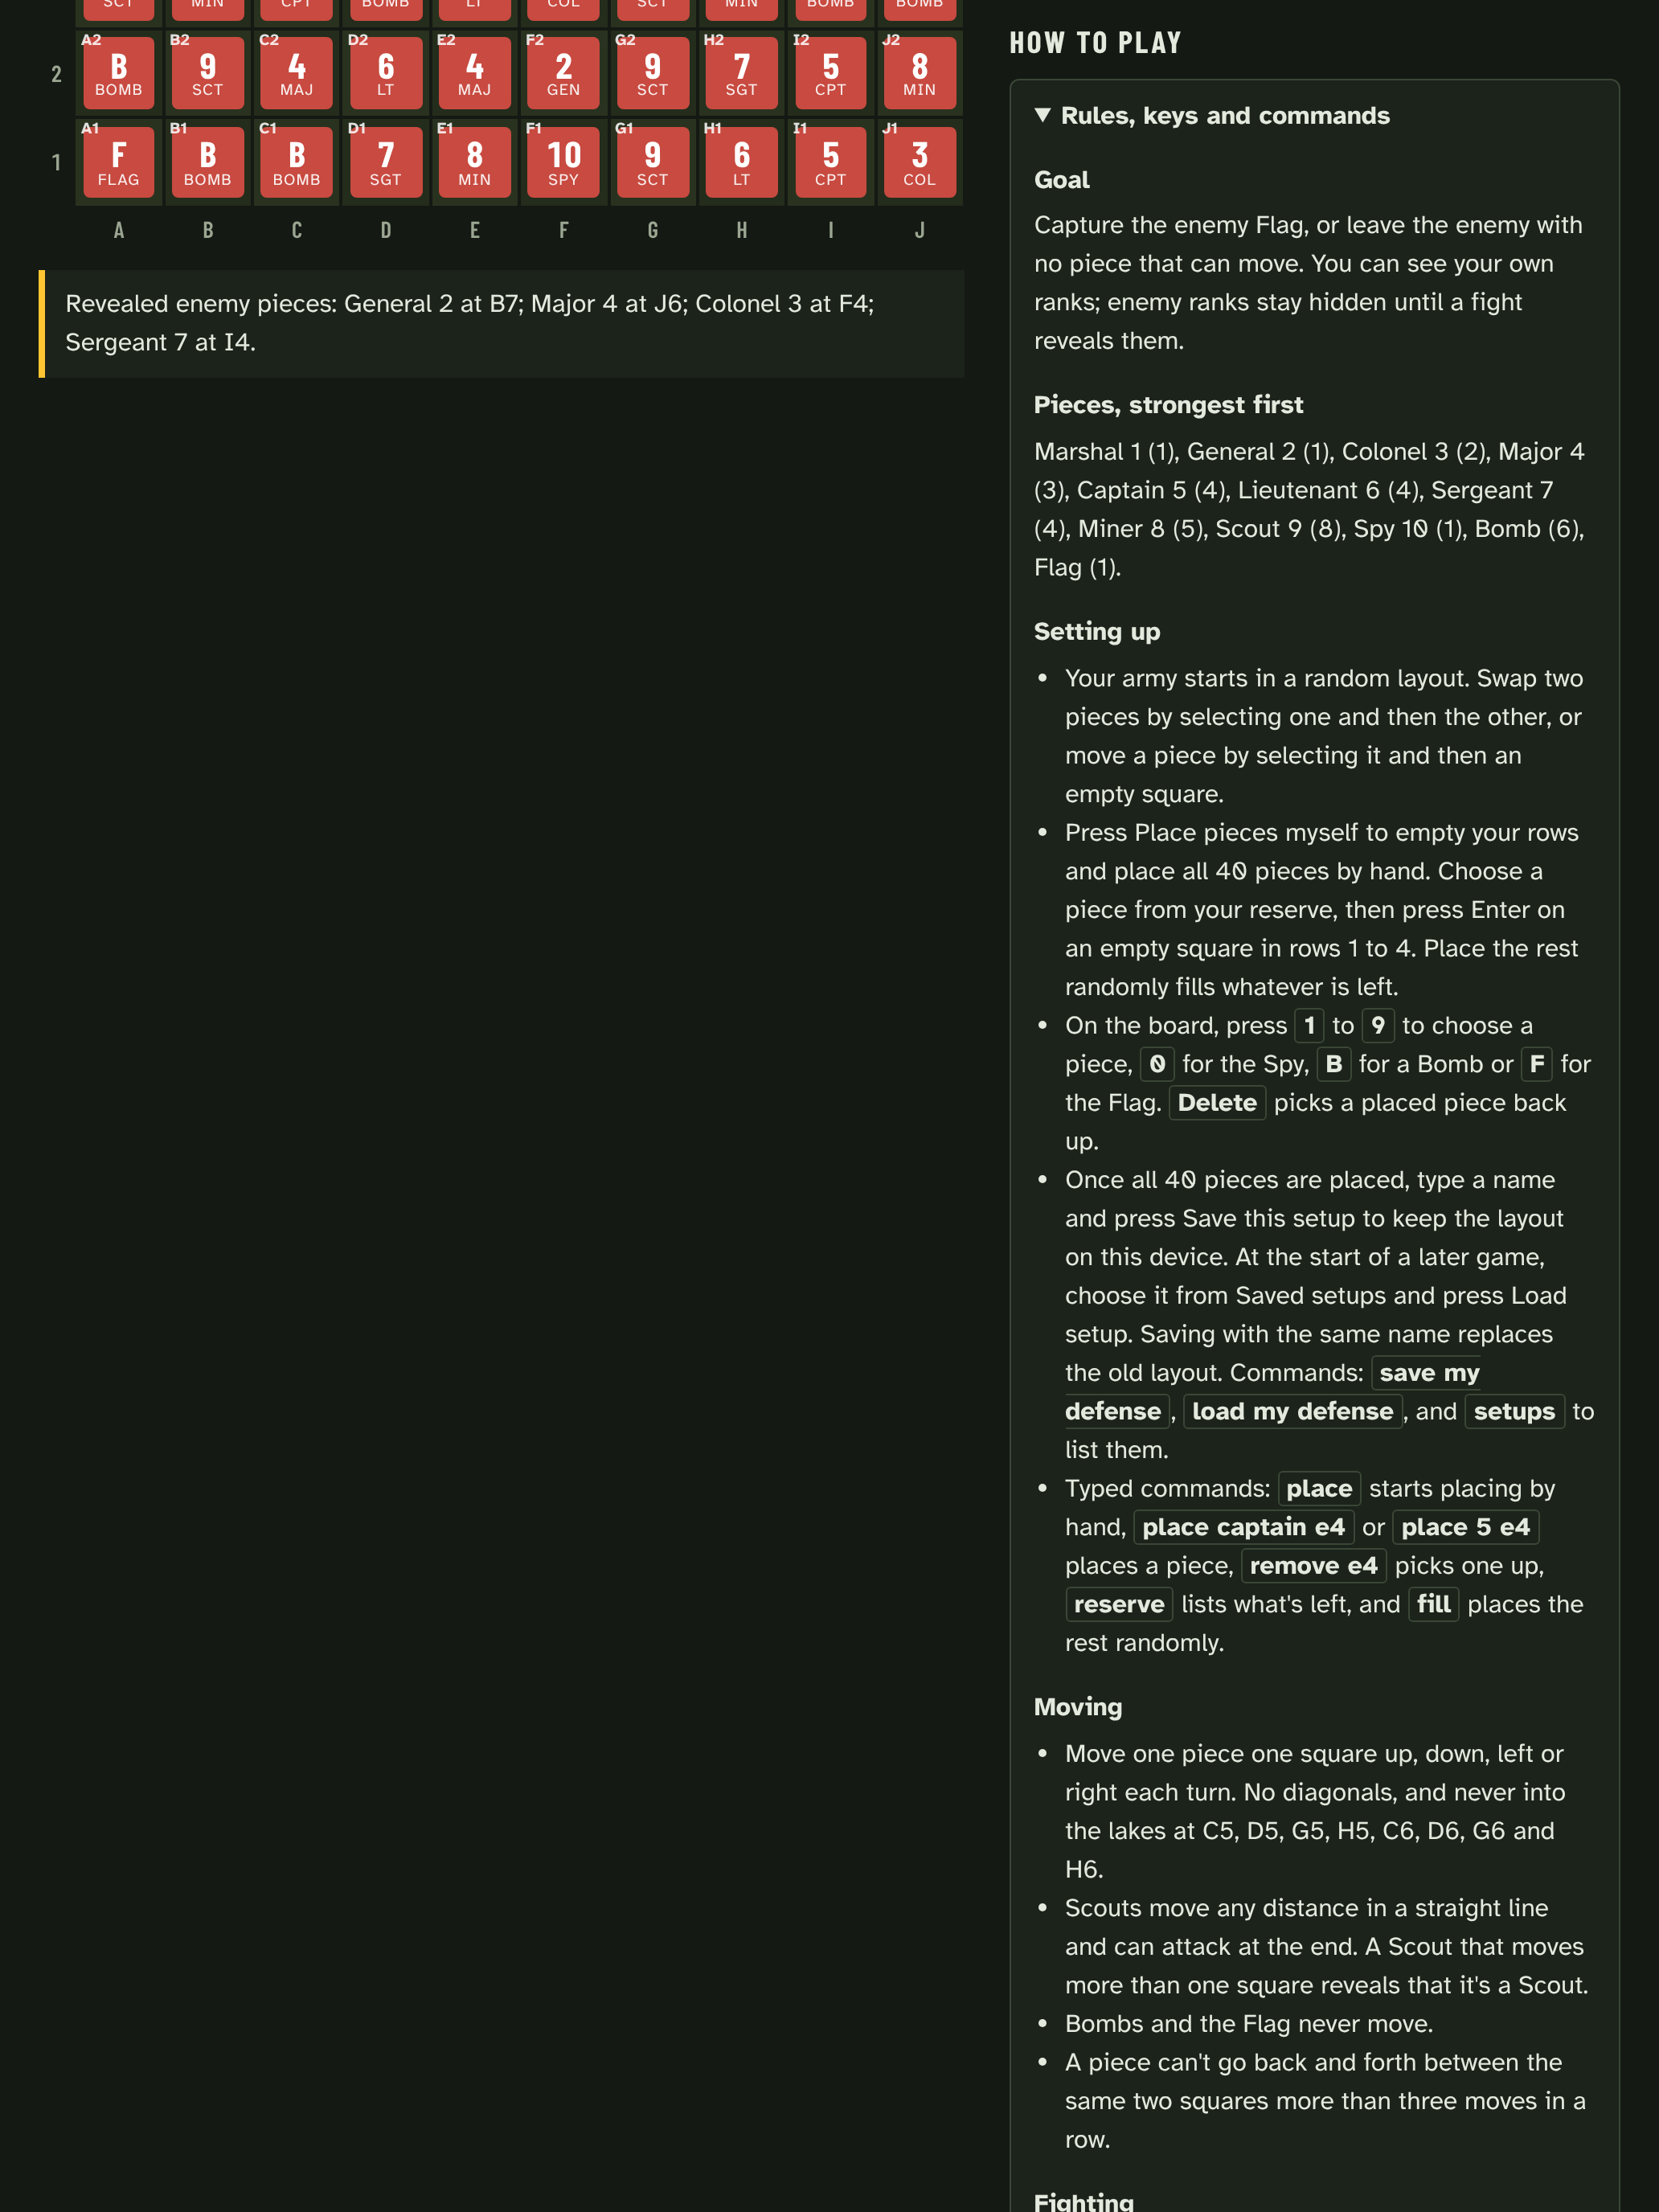 SCT MIN CPT BOMB LT COL SCT MIN BOMB BOMB
2
A2 B BOMB
B2 9 SCT
C2 4 MAJ
D2 6 LT
E2 4 MAJ
F2 2 GEN
G2 9 SCT
H2 7 SGT
I2 5 CPT
J2 8 MIN
1
A1 F FLAG
B1 B BOMB
C1 B BOMB
D1 7 SGT
E1 8 MIN
F1 10 SPY
G1 9 SCT
H1 6 LT
I1 5 CPT
J1 3 COL
A B C D E F G H I J
Revealed enemy pieces: General 2 at B7; Major 4 at J6; Colonel 3 at F4;
Sergeant 7 at I4.
HOW TO PLAY
▼ Rules, keys and commands
Goal
Capture the enemy Flag, or leave the enemy with
no piece that can move. You can see your own
ranks; enemy ranks stay hidden until a fight
reveals them.
Pieces, strongest first
Marshal 1 (1), General 2 (1), Colonel 3 (2), Major 4
(3), Captain 5 (4), Lieutenant 6 (4), Sergeant 7
(4), Miner 8 (5), Scout 9 (8), Spy 10 (1), Bomb (6),
Flag (1).
Setting up
• Your army starts in a random layout. Swap two
pieces by selecting one and then the other, or
move a piece by selecting it and then an
empty square.
• Press Place pieces myself to empty your rows
and place all 40 pieces by hand. Choose a
piece from your reserve, then press Enter on
an empty square in rows 1 to 4. Place the rest
randomly fills whatever is left.
• On the board, press 1 to 9 to choose a
piece, 0 for the Spy, B for a Bomb or F for
the Flag. Delete picks a placed piece back
up.
• Once all 40 pieces are placed, type a name
and press Save this setup to keep the layout
on this device. At the start of a later game,
choose it from Saved setups and press Load
setup. Saving with the same name replaces
the old layout. Commands: save my
defense, load my defense, and setups to
list them.
• Typed commands: place starts placing by
hand, place captain e4 or place 5 e4
places a piece, remove e4 picks one up,
reserve lists what's left, and fill places the
rest randomly.
Moving
• Move one piece one square up, down, left or
right each turn. No diagonals, and never into
the lakes at C5, D5, G5, H5, C6, D6, G6 and
H6.
• Scouts move any distance in a straight line
and can attack at the end. A Scout that moves
more than one square reveals that it's a Scout.
• Bombs and the Flag never move.
• A piece can't go back and forth between the
same two squares more than three moves in a
row.
Fighting